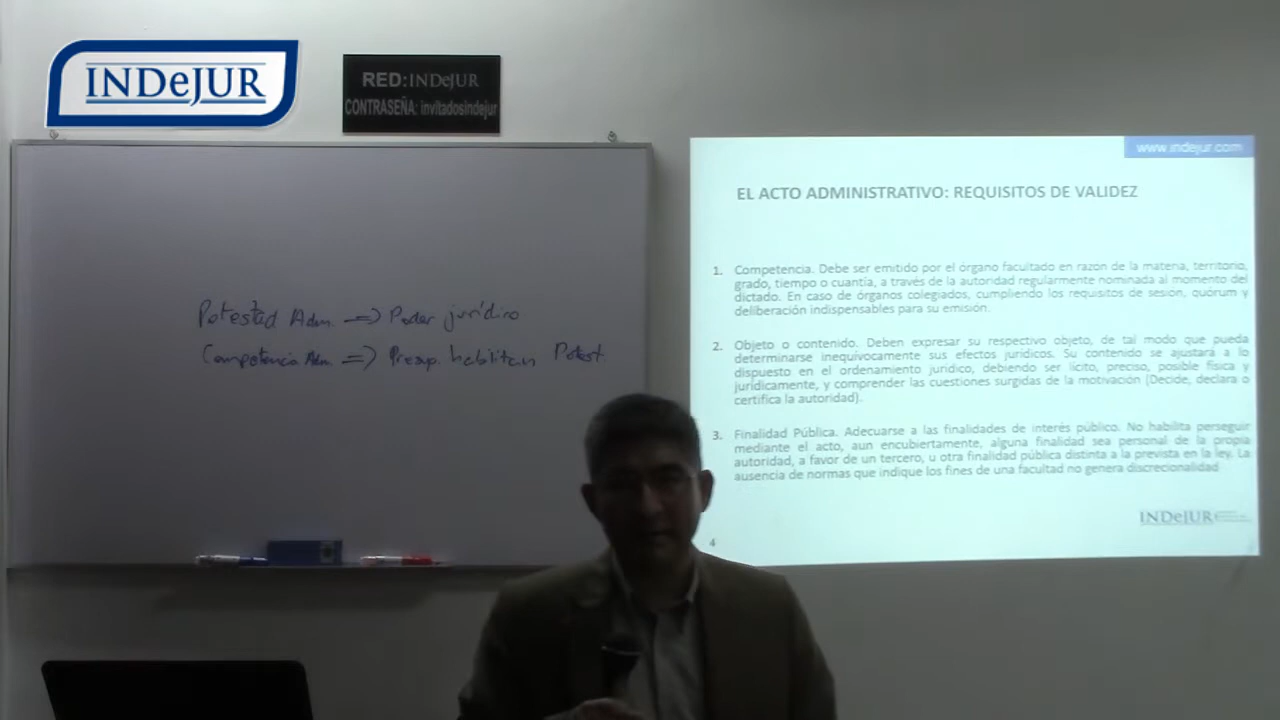 INDeJUR
RED:INDeJUR
CONTRASEÑA: invitadosindejur
Potestad Adm. => Poder jurídico
Competencia Adm. => Presup. habilitan Potest
www.indejur.com
EL ACTO ADMINISTRATIVO: REQUISITOS DE VALIDEZ
1. Competencia. Debe ser emitido por el órgano facultado en razón de la materia, territorio,
grado, tiempo o cuantía, a través de la autoridad regularmente nominada al momento del
dictado. En caso de órganos colegiados, cumpliendo los requisitos de sesión, quórum y
deliberación indispensables para su emisión.
2. Objeto o contenido. Deben expresar su respectivo objeto, de tal modo que pueda
determinarse inequívocamente sus efectos jurídicos. Su contenido se ajustará a lo
dispuesto en el ordenamiento jurídico, debiendo ser lícito, preciso, posible física y
jurídicamente, y comprender las cuestiones surgidas de la motivación (Decide, declara o
certifica la autoridad).
3. Finalidad Pública. Adecuarse a las finalidades de interés público. No habilita perseguir
mediante el acto, aun encubiertamente, alguna finalidad sea personal de la propia
autoridad, a favor de un tercero, u otra finalidad pública distinta a la prevista en la ley. La
ausencia de normas que indique los fines de una facultad no genera discrecionalidad
INDeJUR
4